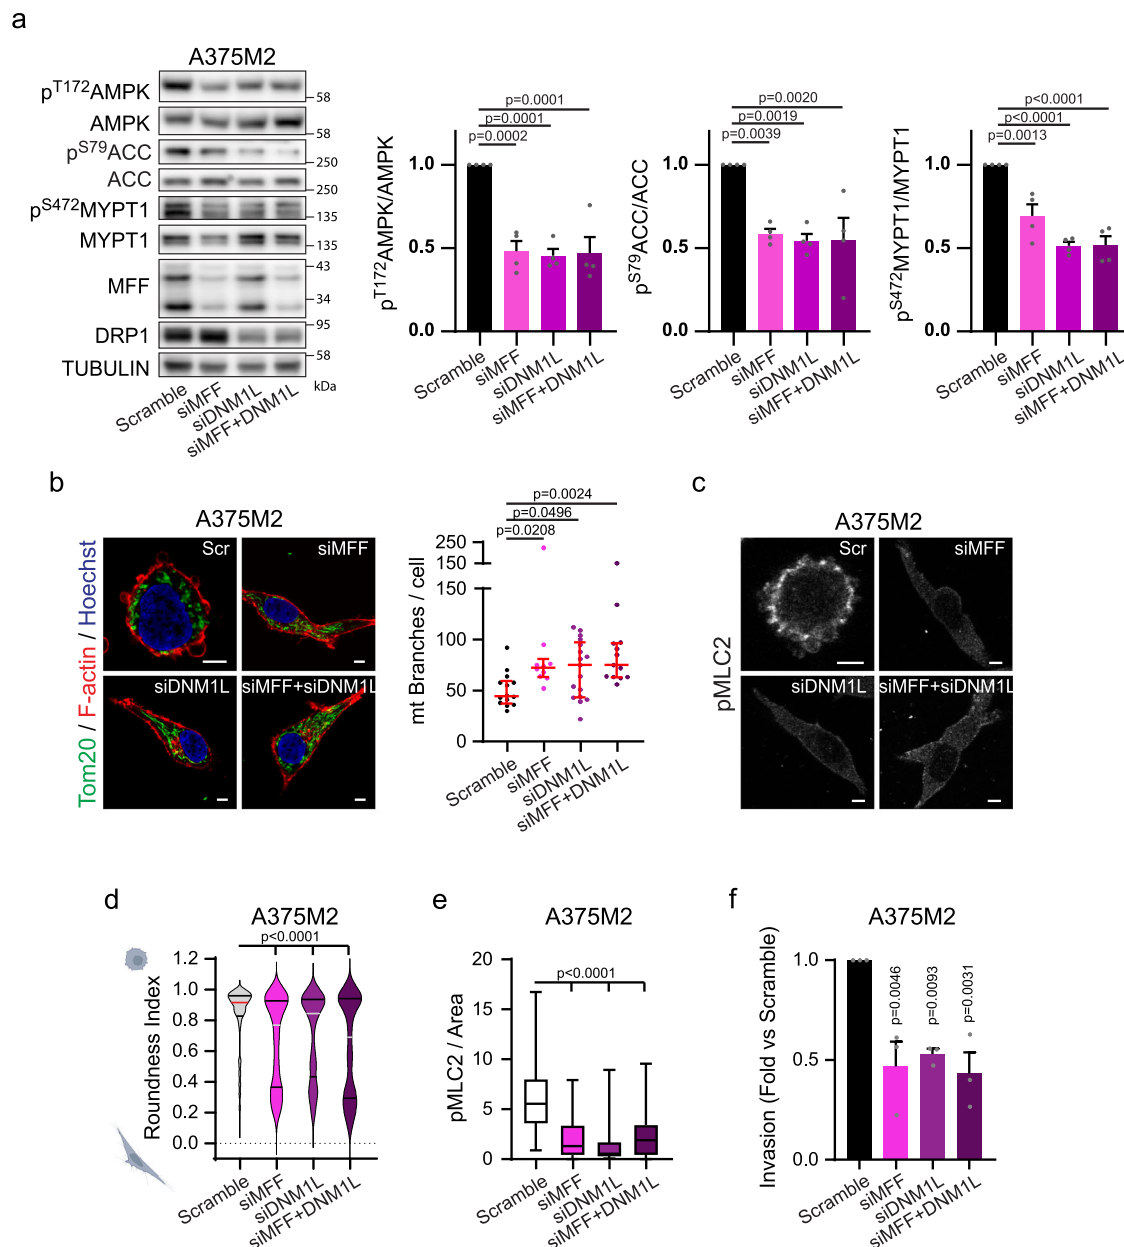 a
A375M2
pT172AMPK
58
AMPK
58
pS79ACC
250
ACC
250
pS472MYPT1
135
MYPT1
135
MFF
43
34
DRP1
95
TUBULIN
58
kDa
Scramble
siMFF
siDNM1L
siMFF+DNM1L
p=0.0001
p=0.0001
p=0.0002
pT172AMPK/AMPK
1.0
0.5
0.0
Scramble
siMFF
siDNM1L
siMFF+DNM1L
p=0.0020
p=0.0019
p=0.0039
pS79ACC/ACC
1.0
0.5
0.0
Scramble
siMFF
siDNM1L
siMFF+DNM1L
p<0.0001
p<0.0001
p=0.0013
pS472MYPT1/MYPT1
1.0
0.5
0.0
Scramble
siMFF
siDNM1L
siMFF+DNM1L
b
A375M2
Tom20 / F-actin / Hoechst
Scr
siMFF
siDNM1L
siMFF+siDNM1L
p=0.0024
p=0.0496
p=0.0208
mt Branches / cell
250
150
150
100
50
0
Scramble
siMFF
siDNM1L
siMFF+DNM1L
c
A375M2
pMLC2
Scr
siMFF
siDNM1L
siMFF+siDNM1L
d
A375M2
p<0.0001
Roundness Index
1.2
1.0
0.8
0.6
0.4
0.2
0.0
Scramble
siMFF
siDNM1L
siMFF+DNM1L
e
A375M2
p<0.0001
pMLC2 / Area
20
15
10
5
0
Scramble
siMFF
siDNM1L
siMFF+DNM1L
f
A375M2
Invasion (Fold vs Scramble)
1.0
0.5
0.0
p=0.0046
p=0.0093
p=0.0031
Scramble
siMFF
siDNM1L
siMFF+DNM1L